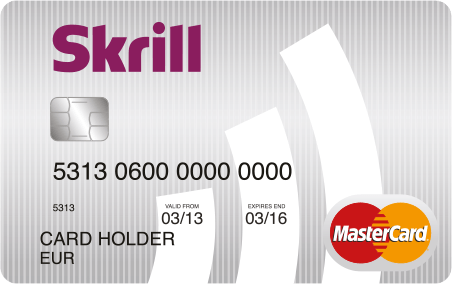 Skrill
5313 0600 0000 0000
5313
VALID FROM
03/13
EXPIRES END
03/16
CARD HOLDER
EUR
MasterCard